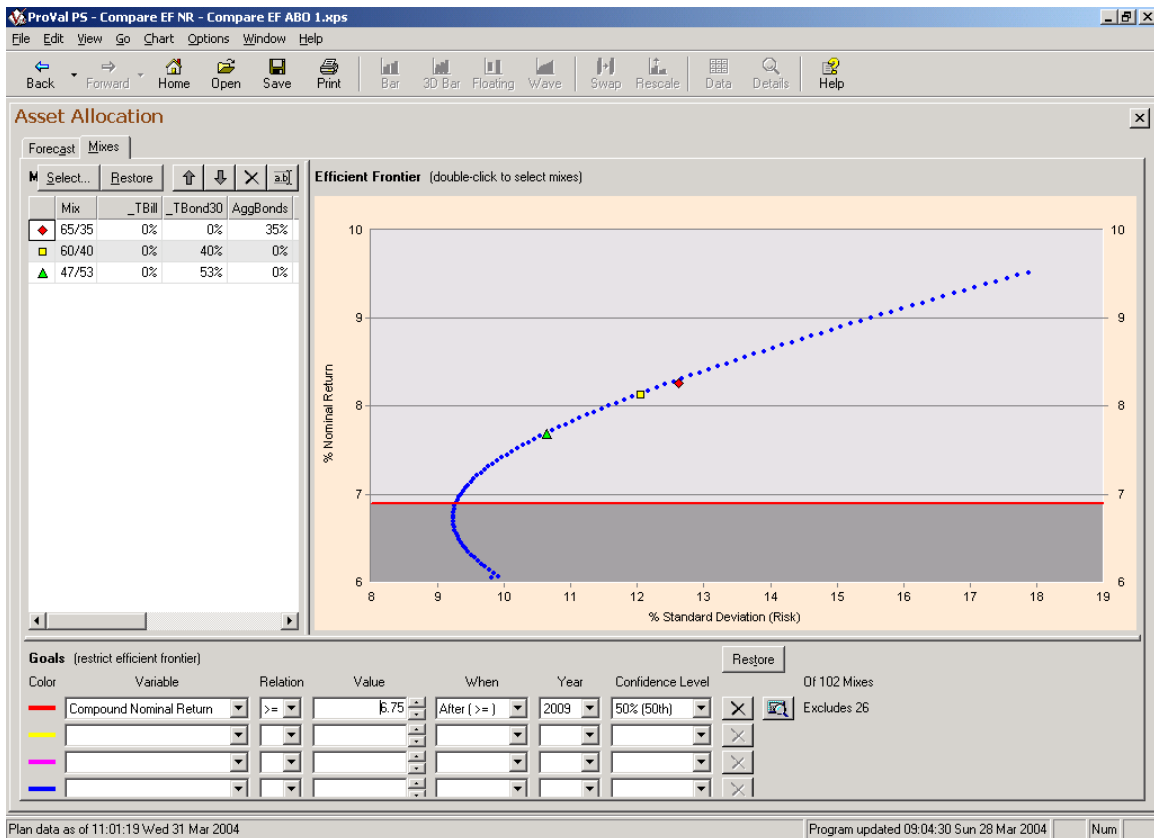 ProVal PS - Compare EF NR - Compare EF ABO 1.xps
File Edit View Go Chart Options Window Help
Back Forward Home Open Save Print Bar 3D Bar Floating Wave Swap Rescale Data Details Help
Asset Allocation
Forecast Mixes
M Select... Restore a.b
Mix _TBill _TBond30 AggBonds
65/35 0% 0% 35%
60/40 0% 40% 0%
47/53 0% 53% 0%
Efficient Frontier (double-click to select mixes)
10 10
9 9
8 8
7 7
6 6
% Nominal Return
8 9 10 11 12 13 14 15 16 17 18 19
% Standard Deviation (Risk)
Goals (restrict efficient frontier) Restore
Color Variable Relation Value When Year Confidence Level Of 102 Mixes
Compound Nominal Return >= 6.75 After ( >= ) 2009 50% (50th) Excludes 26
Plan data as of 11:01:19 Wed 31 Mar 2004 Program updated 09:04:30 Sun 28 Mar 2004 Num